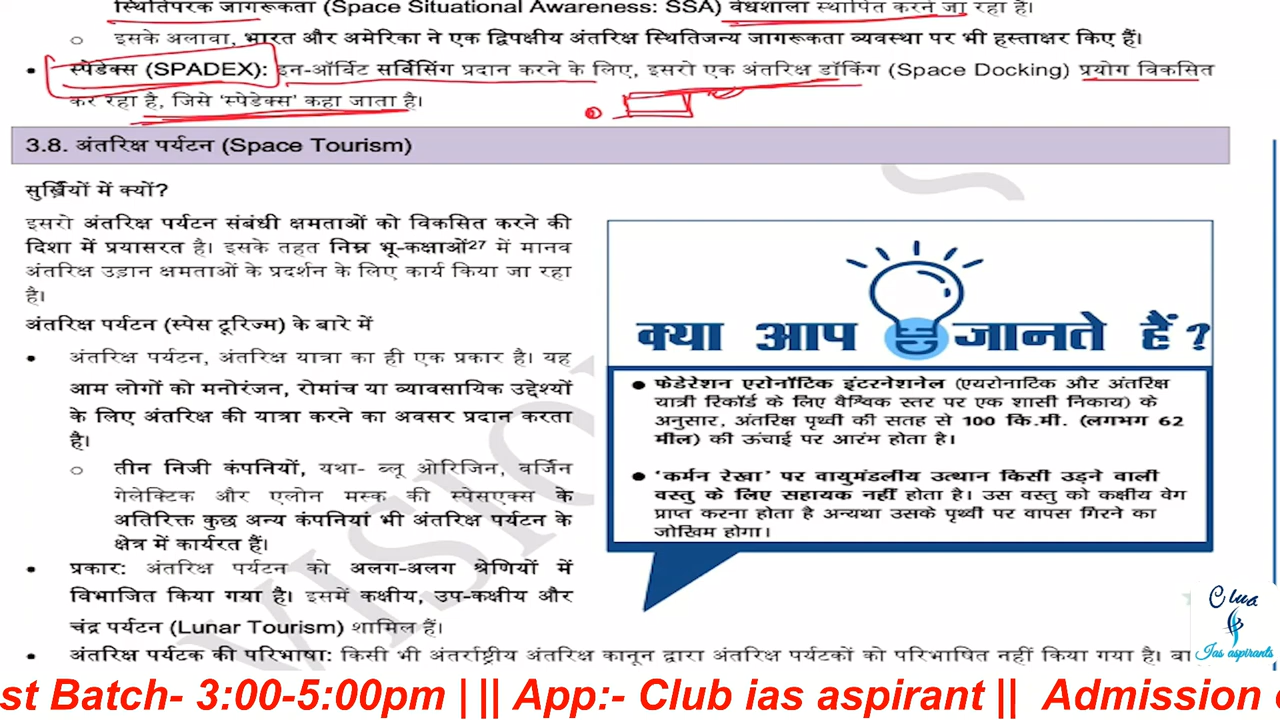 स्थितिपरक जागरूकता (Space Situational Awareness: SSA) वेधशाला स्थापित करने जा रहा है।
○ इसके अलावा, भारत और अमेरिका ने एक द्विपक्षीय अंतरिक्ष स्थितिजन्य जागरूकता व्यवस्था पर भी हस्ताक्षर किए हैं।
• स्पेडेक्स (SPADEX): इन-ऑर्बिट सर्विसिंग प्रदान करने के लिए, इसरो एक अंतरिक्ष डॉकिंग (Space Docking) प्रयोग विकसित
कर रहा है, जिसे 'स्पेडेक्स' कहा जाता है।
3.8. अंतरिक्ष पर्यटन (Space Tourism)
सुर्ख़ियों में क्यों?
इसरो अंतरिक्ष पर्यटन संबंधी क्षमताओं को विकसित करने की
दिशा में प्रयासरत है। इसके तहत निम्न भू-कक्षाओं27 में मानव
अंतरिक्ष उड़ान क्षमताओं के प्रदर्शन के लिए कार्य किया जा रहा
है।
अंतरिक्ष पर्यटन (स्पेस टूरिज्म) के बारे में
• अंतरिक्ष पर्यटन, अंतरिक्ष यात्रा का ही एक प्रकार है। यह
आम लोगों को मनोरंजन, रोमांच या व्यावसायिक उद्देश्यों
के लिए अंतरिक्ष की यात्रा करने का अवसर प्रदान करता
है।
○ तीन निजी कंपनियों, यथा- ब्लू ओरिजिन, वर्जिन
गेलेक्टिक और एलोन मस्क की स्पेसएक्स के
अतिरिक्त कुछ अन्य कंपनियां भी अंतरिक्ष पर्यटन के
क्षेत्र में कार्यरत हैं।
• प्रकार: अंतरिक्ष पर्यटन को अलग-अलग श्रेणियों में
विभाजित किया गया है। इसमें कक्षीय, उप-कक्षीय और
चंद्र पर्यटन (Lunar Tourism) शामिल हैं।
• अंतरिक्ष पर्यटक की परिभाषा: किसी भी अंतर्राष्ट्रीय अंतरिक्ष कानून द्वारा अंतरिक्ष पर्यटकों को परिभाषित नहीं किया गया है।
क्या आप जानते हैं?
● फेडेरेशन एरोनॉटिक इंटरनेशनेल (एयरोनाटिक और अंतरिक्ष
यात्री रिकॉर्ड के लिए वैश्विक स्तर पर एक शासी निकाय) के
अनुसार, अंतरिक्ष पृथ्वी की सतह से 100 कि.मी. (लगभग 62
मील) की ऊंचाई पर आरंभ होता है।
● 'कर्मन रेखा' पर वायुमंडलीय उत्थान किसी उड़ने वाली
वस्तु के लिए सहायक नहीं होता है। उस वस्तु को कक्षीय वेग
प्राप्त करना होता है अन्यथा उसके पृथ्वी पर वापस गिरने का
जोखिम होगा।
VISIO
Club
Ias aspirants
st Batch- 3:00-5:00pm | || App:- Club ias aspirant || Admission